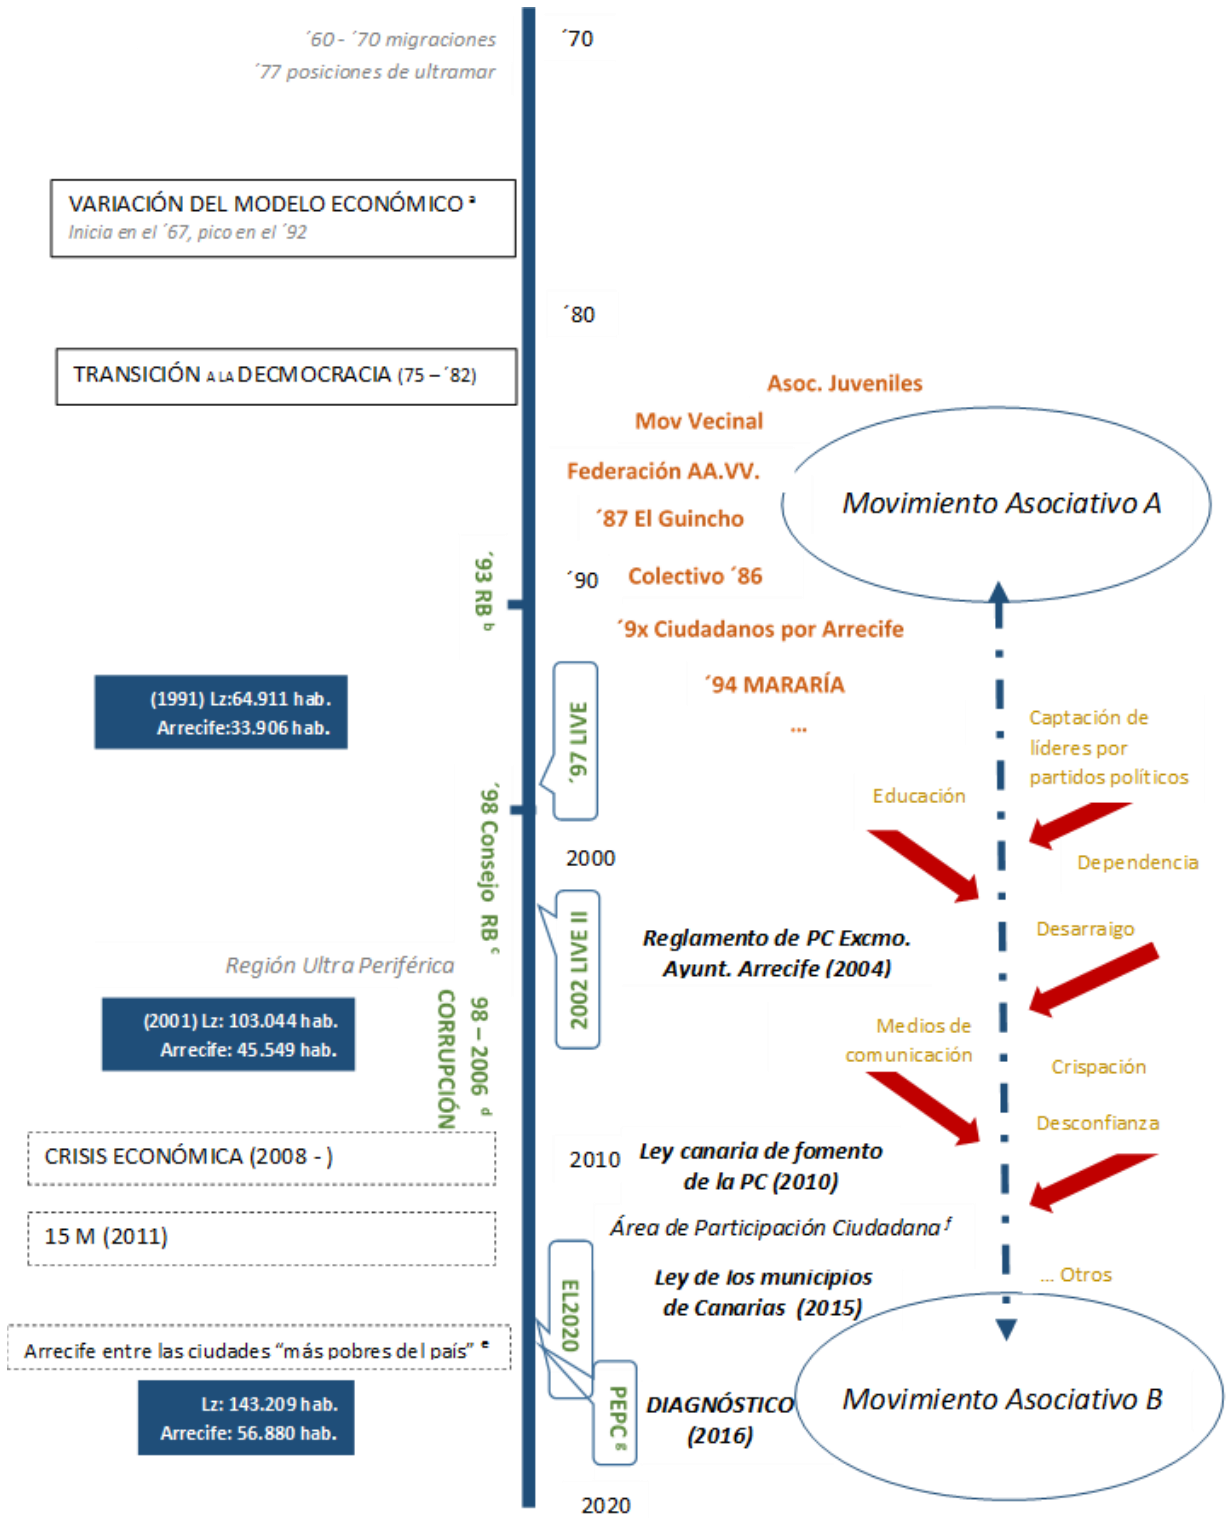 ´60 - ´70 migraciones
´77 posiciones de ultramar
´70
VARIACIÓN DEL MODELO ECONÓMICO a
Inicia en el ´67, pico en el ´92
´80
TRANSICIÓN A LA DECMOCRACIA (75 – ´82)
Asoc. Juveniles
Mov Vecinal
Federación AA.VV.
´87 El Guincho
Movimiento Asociativo A
´93 RB b
´90
Colectivo ´86
´9x Ciudadanos por Arrecife
´94 MARARÍA
...
(1991) Lz:64.911 hab.
Arrecife:33.906 hab.
´97 LIVE
Captación de
líderes por
partidos políticos
Educación
´98 Consejo RB c
2000
Dependencia
2002 LIVE II
Reglamento de PC Excmo.
Ayunt. Arrecife (2004)
Desarraigo
Región Ultra Periférica
98 – 2006 d
CORRUPCIÓN
(2001) Lz: 103.044 hab.
Arrecife: 45.549 hab.
Medios de
comunicación
Crispación
Desconfianza
CRISIS ECONÓMICA (2008 - )
2010
Ley canaria de fomento
de la PC (2010)
15 M (2011)
Área de Participación Ciudadana f
EL2020
Ley de los municipios
de Canarias (2015)
... Otros
Arrecife entre las ciudades “más pobres del país” e
Lz: 143.209 hab.
Arrecife: 56.880 hab.
PEPC g
DIAGNÓSTICO
(2016)
Movimiento Asociativo B
2020